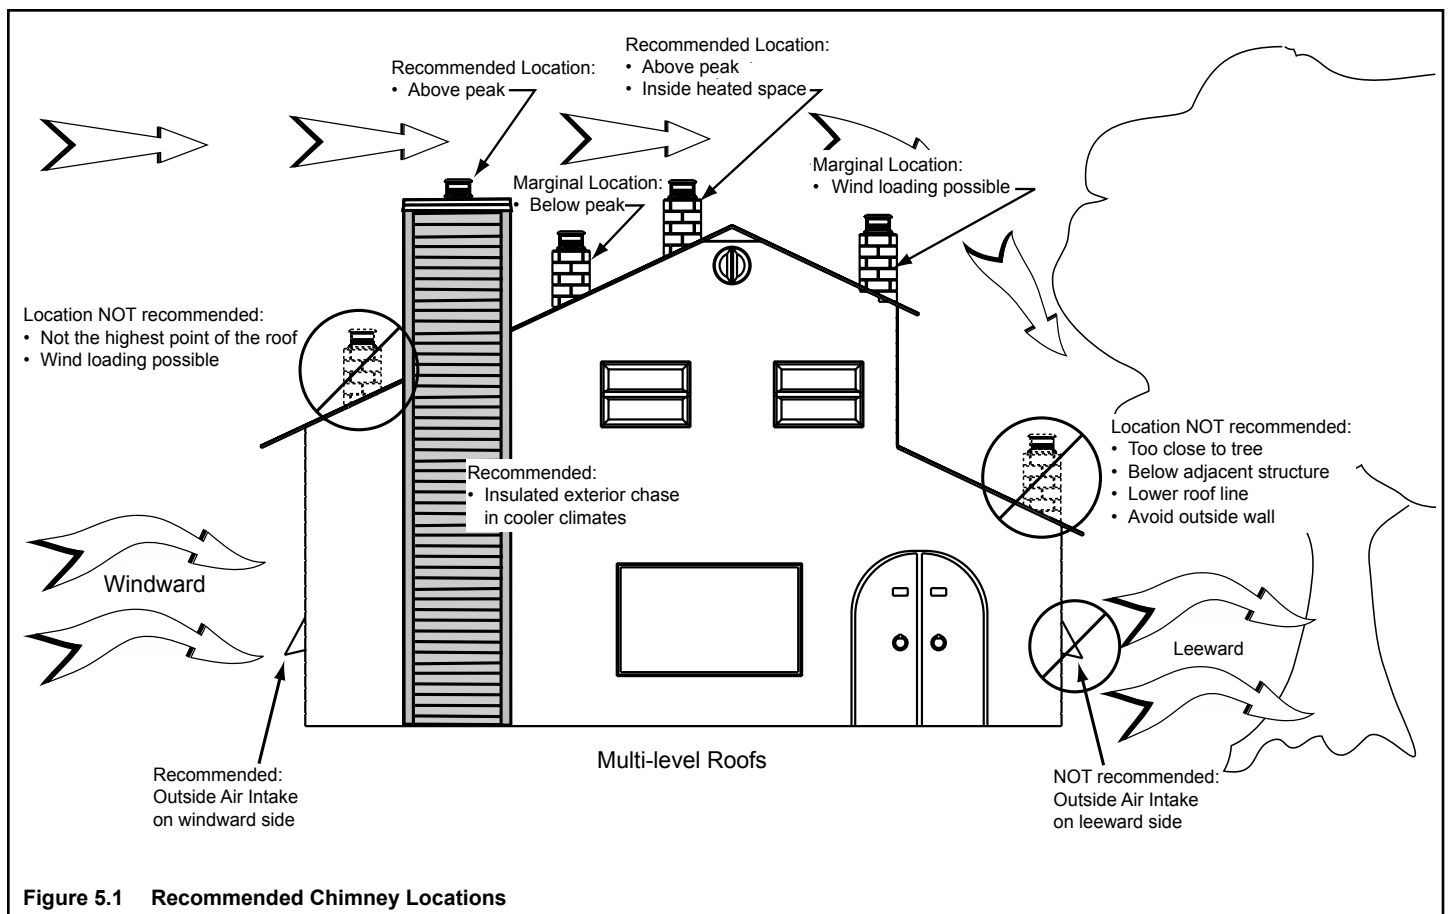 Recommended Location:
• Above peak
• Inside heated space
Recommended Location:
• Above peak
Marginal Location:
• Wind loading possible
Marginal Location:
• Below peak
Location NOT recommended:
• Not the highest point of the roof
• Wind loading possible
Location NOT recommended:
• Too close to tree
• Below adjacent structure
• Lower roof line
• Avoid outside wall
Recommended:
• Insulated exterior chase
in cooler climates
Windward
Leeward
Multi-level Roofs
Recommended:
Outside Air Intake
on windward side
NOT recommended:
Outside Air Intake
on leeward side
Figure 5.1 Recommended Chimney Locations